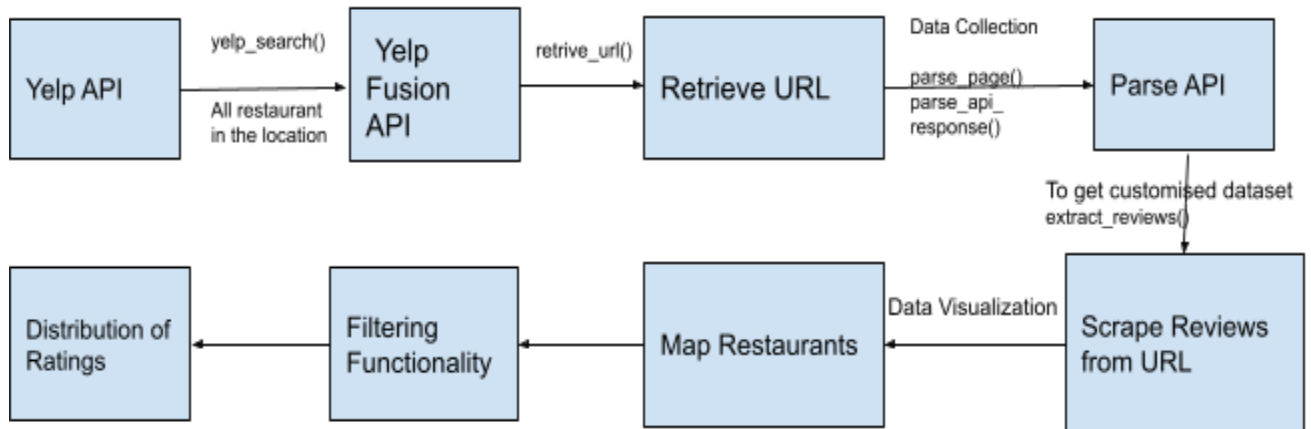 Yelp API
yelp_search()
All restaurant
in the location
Yelp
Fusion
API
retrive_url()
Retrieve URL
Data Collection
parse_page()
parse_api_
response()
Parse API
To get customised dataset
extract_reviews()
Scrape Reviews
from URL
Data Visualization
Map Restaurants
Filtering
Functionality
Distribution of
Ratings